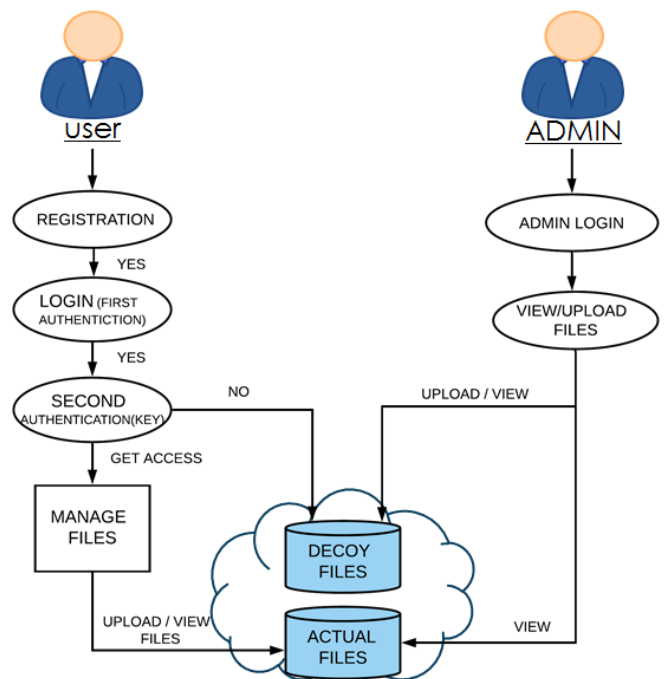 user
ADMIN
REGISTRATION
ADMIN LOGIN
YES
LOGIN (FIRST
AUTHENTICTION)
VIEW/UPLOAD
FILES
YES
SECOND
AUTHENTICATION(KEY)
NO
UPLOAD / VIEW
GET ACCESS
MANAGE
FILES
DECOY
FILES
UPLOAD / VIEW
FILES
ACTUAL
FILES
VIEW